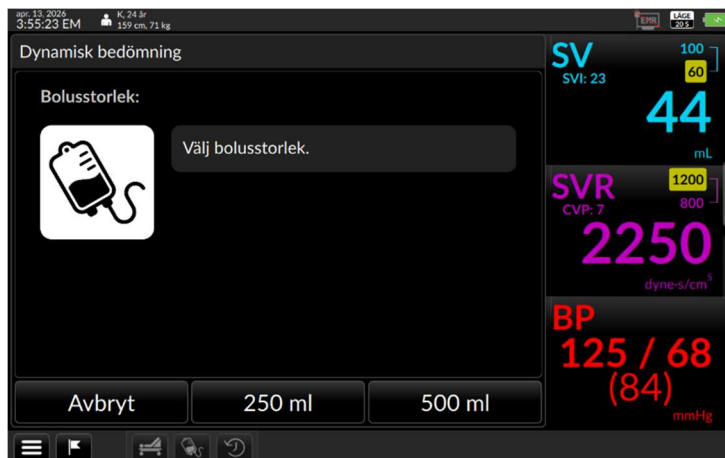 apr. 13, 2026
3:55:23 EM
K, 24 år
159 cm, 71 kg
EMR
LÄGE
20 S
Dynamisk bedömning
Bolusstorlek:
Välj bolusstorlek.
Avbryt
250 ml
500 ml
SV
SVI: 23
100
60
44
mL
SVR
CVP: 7
1200
800
2250
dyne-s/cm⁵
BP
125 / 68
(84)
mmHg